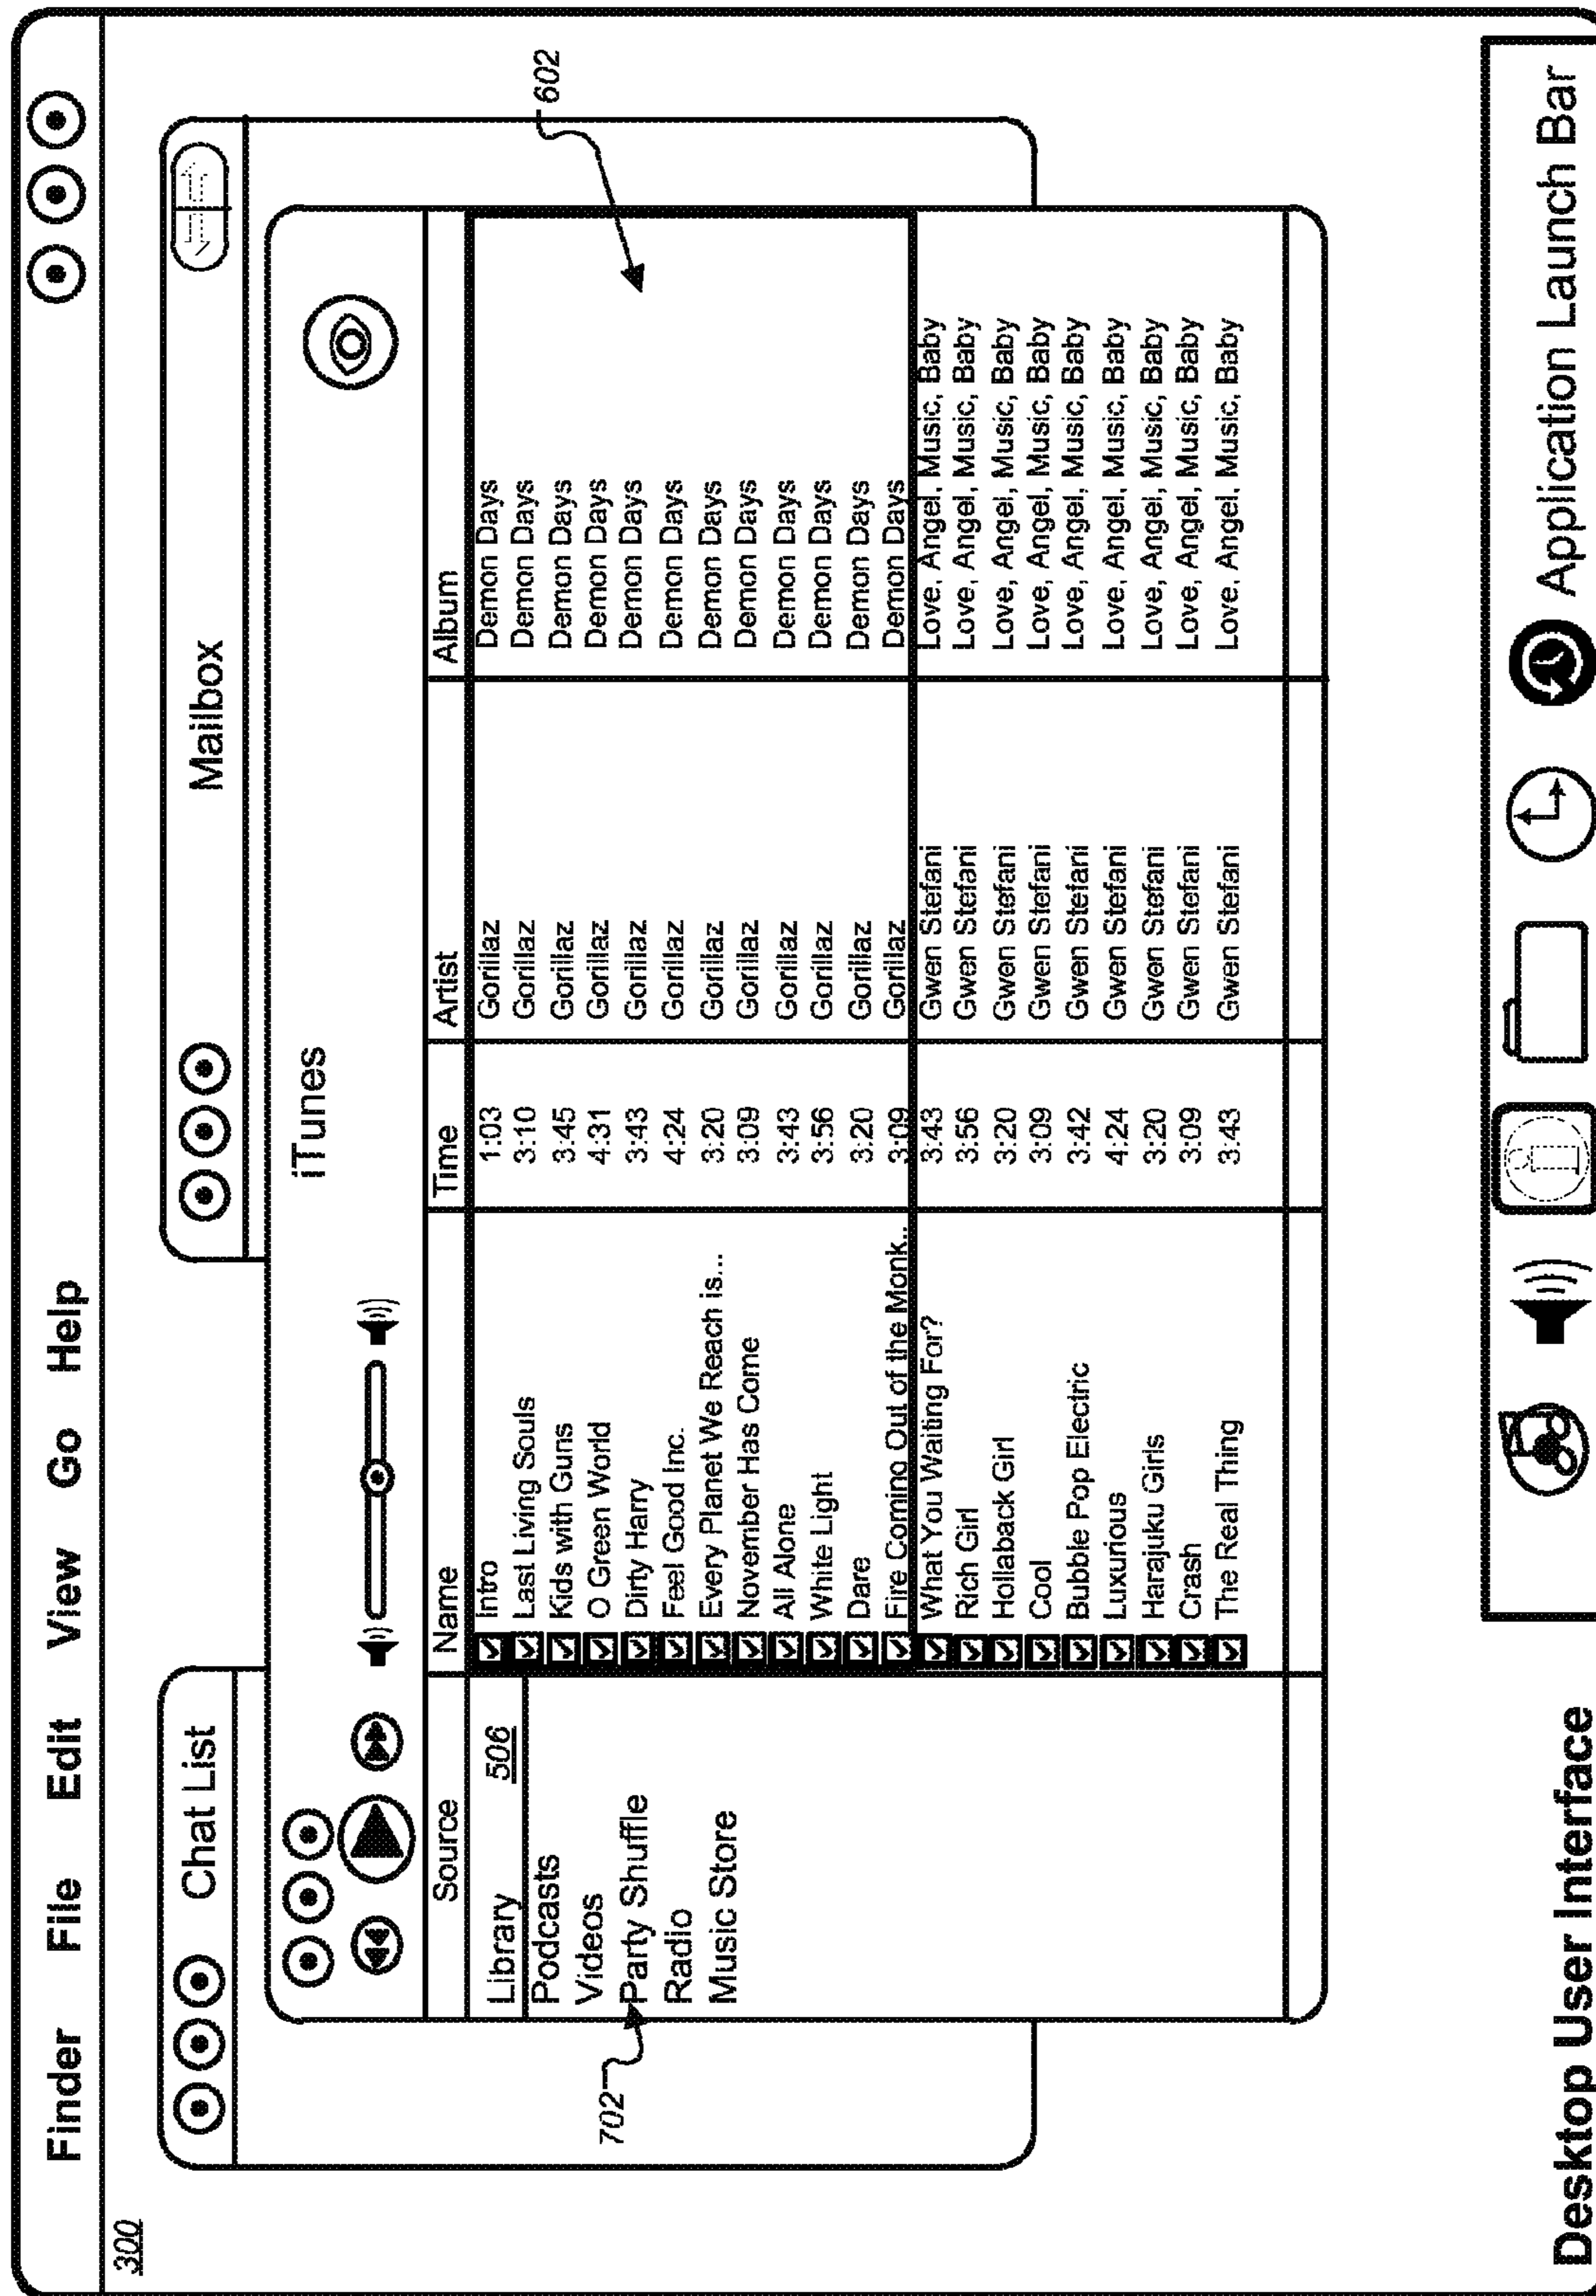 Finder File Edit View Go Help
300
Chat List
Mailbox
iTunes
Source Name Time Artist Album
Library 506
Podcasts
Videos
702
Party Shuffle
Radio
Music Store
Intro 1:03 Gorillaz Demon Days
Last Living Souls 3:10 Gorillaz Demon Days
Kids with Guns 3:45 Gorillaz Demon Days
O Green World 4:31 Gorillaz Demon Days
Dirty Harry 3:43 Gorillaz Demon Days
Feel Good Inc. 4:24 Gorillaz Demon Days
Every Planet We Reach is... 3:20 Gorillaz Demon Days
November Has Come 3:09 Gorillaz Demon Days
All Alone 3:43 Gorillaz Demon Days
White Light 3:56 Gorillaz Demon Days
Dare 3:20 Gorillaz Demon Days
Fire Coming Out of the Monk.. 3:09 Gorillaz Demon Days
What You Waiting For? 3:43 Gwen Stefani Love, Angel, Music, Baby
Rich Girl 3:56 Gwen Stefani Love, Angel, Music, Baby
Hollaback Girl 3:20 Gwen Stefani Love, Angel, Music, Baby
Cool 3:09 Gwen Stefani Love, Angel, Music, Baby
Bubble Pop Electric 3:42 Gwen Stefani Love, Angel, Music, Baby
Luxurious 4:24 Gwen Stefani Love, Angel, Music, Baby
Harajuku Girls 3:20 Gwen Stefani Love, Angel, Music, Baby
Crash 3:09 Gwen Stefani Love, Angel, Music, Baby
The Real Thing 3:43 Gwen Stefani Love, Angel, Music, Baby
602
Desktop User Interface
Application Launch Bar